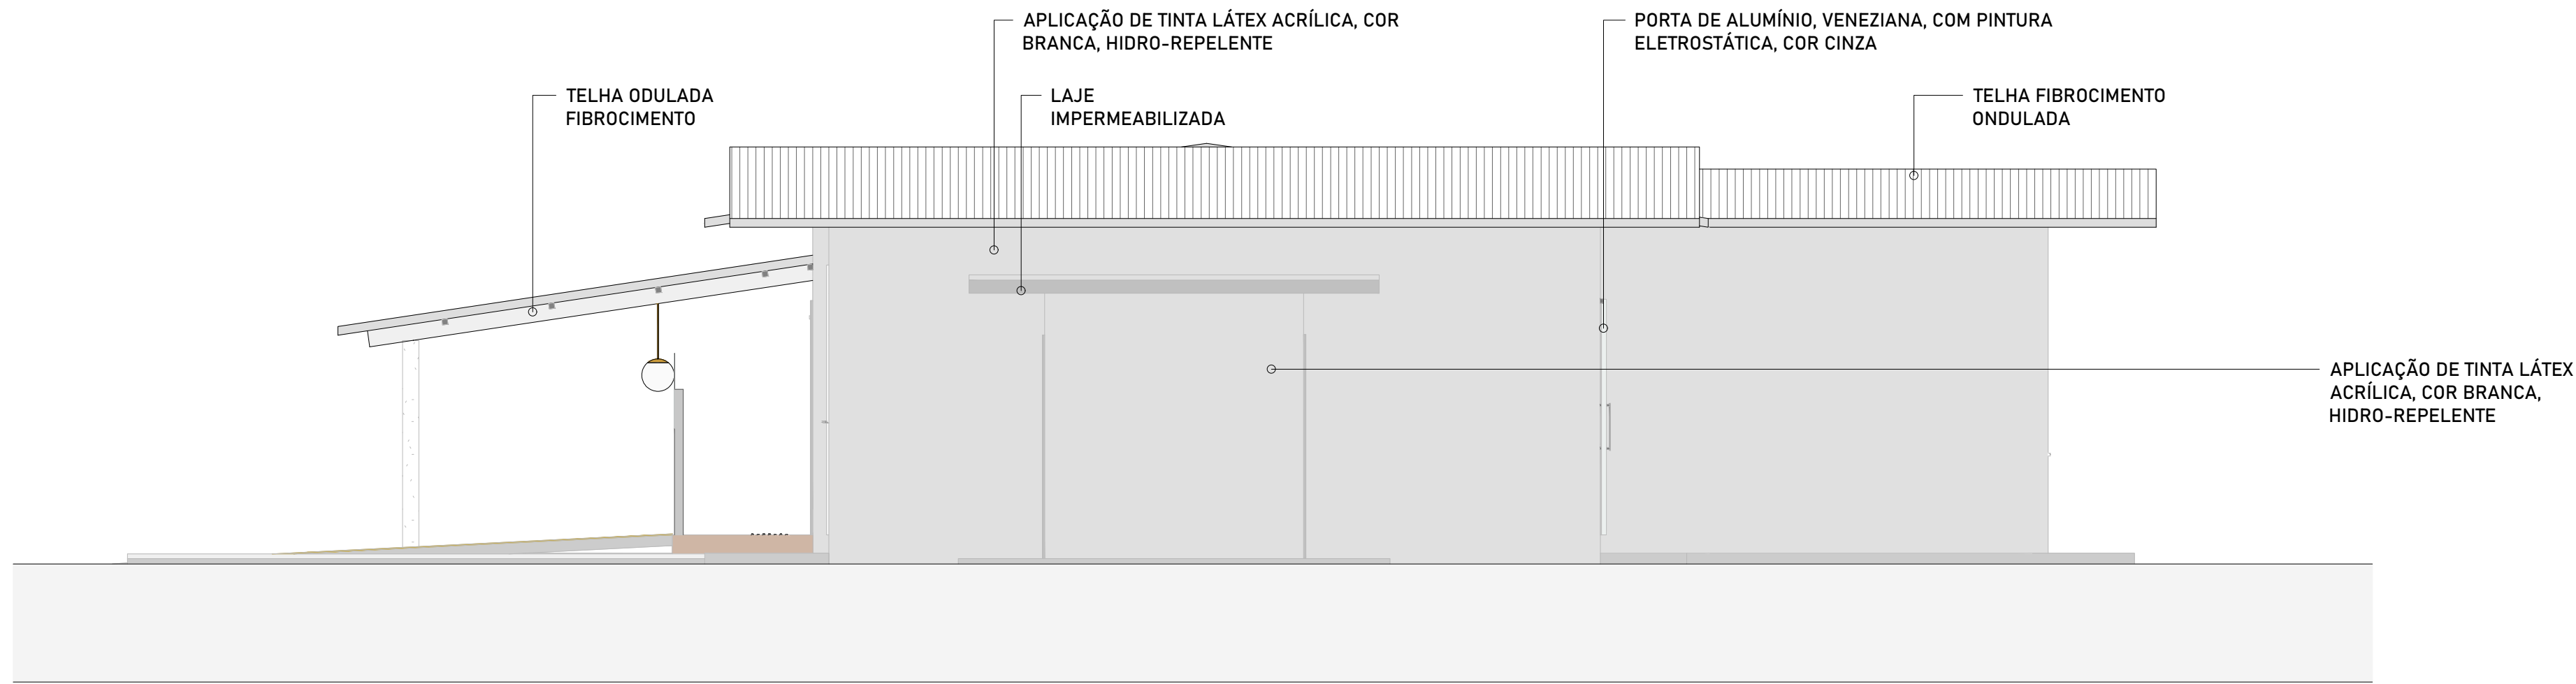 APLICAÇÃO DE TINTA LÁTEX ACRÍLICA, COR
BRANCA, HIDRO-REPELENTE
PORTA DE ALUMÍNIO, VENEZIANA, COM PINTURA
ELETROSTÁTICA, COR CINZA
TELHA ODULADA
FIBROCIMENTO
LAJE
IMPERMEABILIZADA
TELHA FIBROCIMENTO
ONDULADA
APLICAÇÃO DE TINTA LÁTEX
ACRÍLICA, COR BRANCA,
HIDRO-REPELENTE